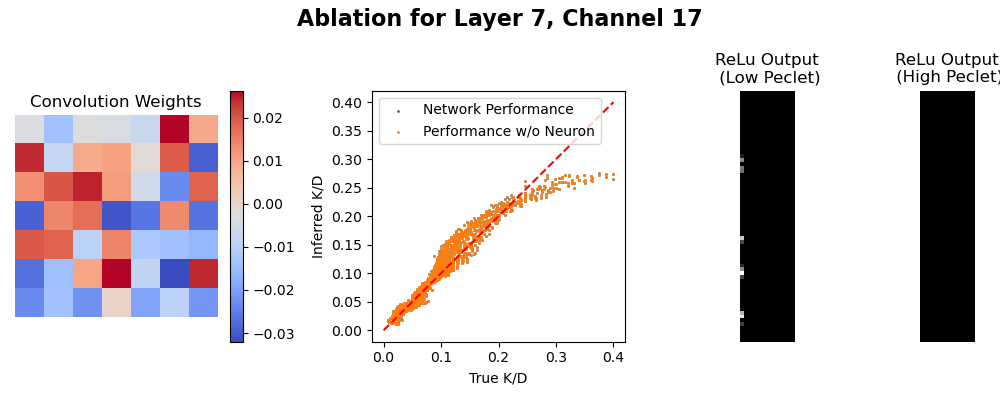 Ablation for Layer 7, Channel 17
Convolution Weights
0.02
0.01
0.00
−0.01
−0.02
−0.03
Inferred K/D
0.40
0.35
0.30
0.25
0.20
0.15
0.10
0.05
0.00
Network Performance
Performance w/o Neuron
0.0
0.1
0.2
0.3
0.4
True K/D
ReLu Output
(Low Peclet)
ReLu Output
(High Peclet)